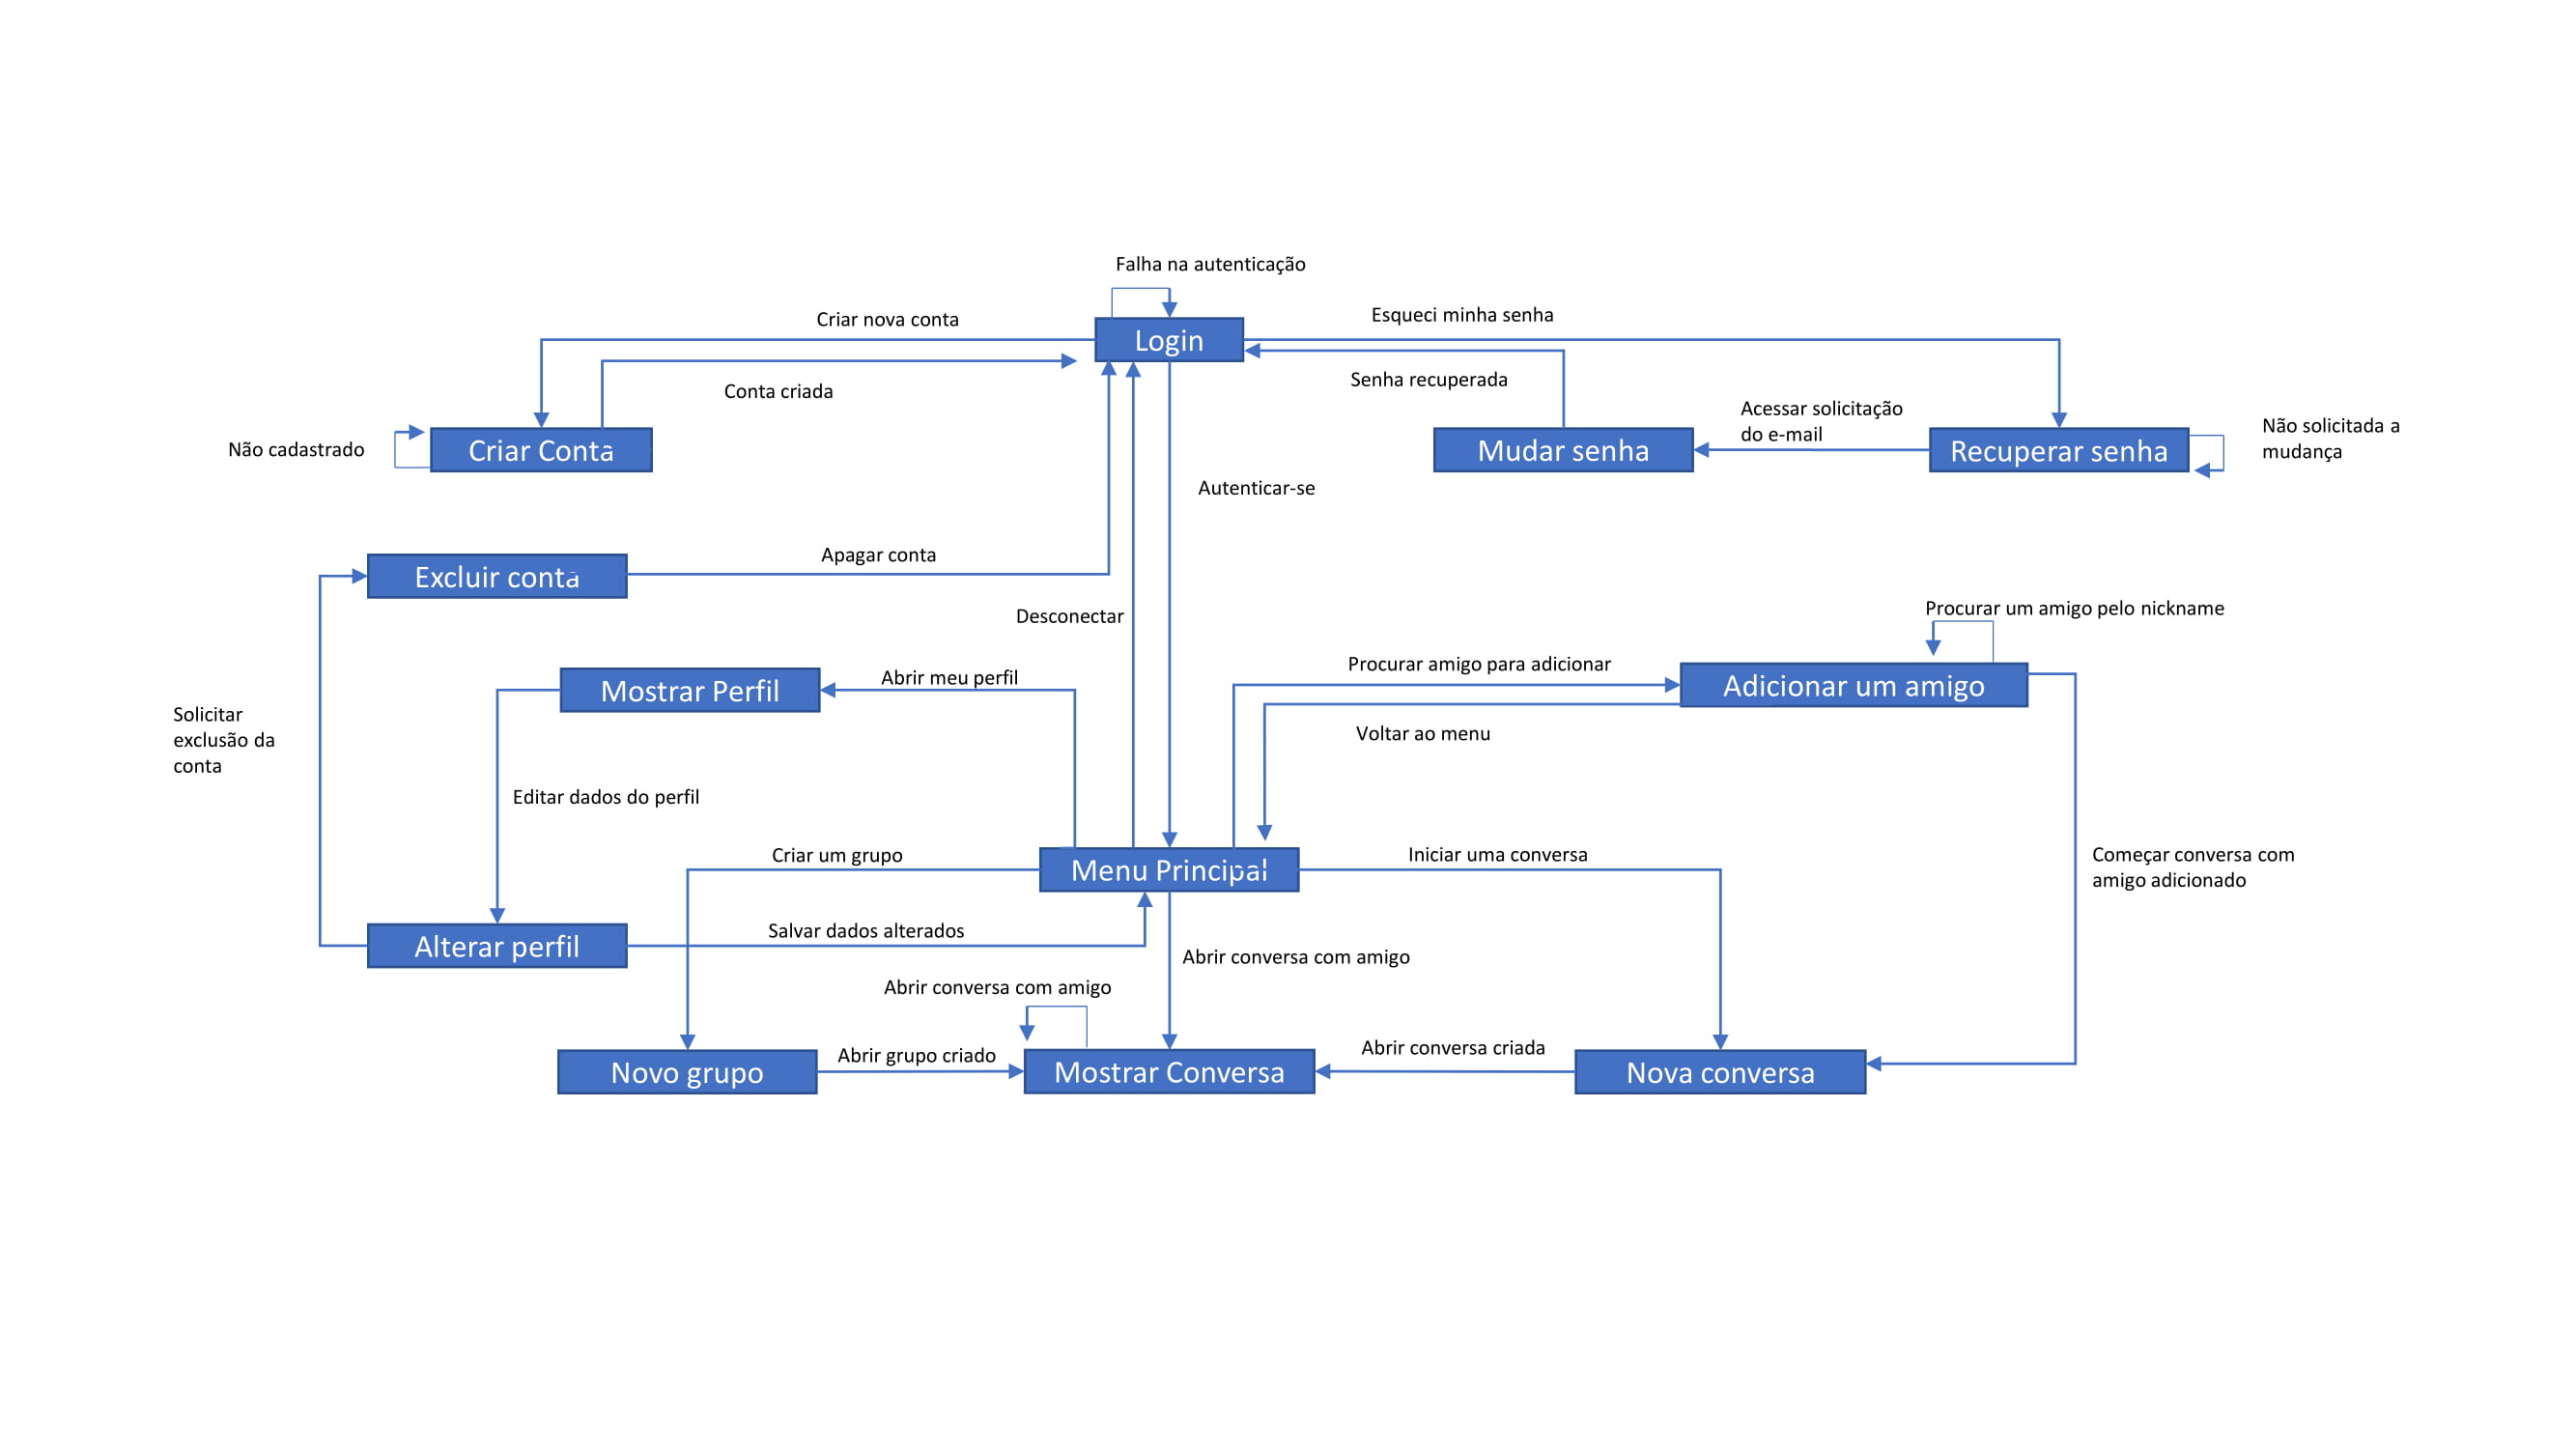 Falha na autenticação
Criar nova conta
Esqueci minha senha
Login
Conta criada
Senha recuperada
Acessar solicitação
do e-mail
Não solicitada a
mudança
Não cadastrado
Criar Conta
Mudar senha
Recuperar senha
Autenticar-se
Apagar conta
Excluir conta
Desconectar
Procurar um amigo pelo nickname
Abrir meu perfil
Procurar amigo para adicionar
Mostrar Perfil
Adicionar um amigo
Solicitar
exclusão da
conta
Voltar ao menu
Editar dados do perfil
Criar um grupo
Iniciar uma conversa
Começar conversa com
amigo adicionado
Menu Principal
Salvar dados alterados
Alterar perfil
Abrir conversa com amigo
Abrir conversa com amigo
Abrir grupo criado
Abrir conversa criada
Novo grupo
Mostrar Conversa
Nova conversa